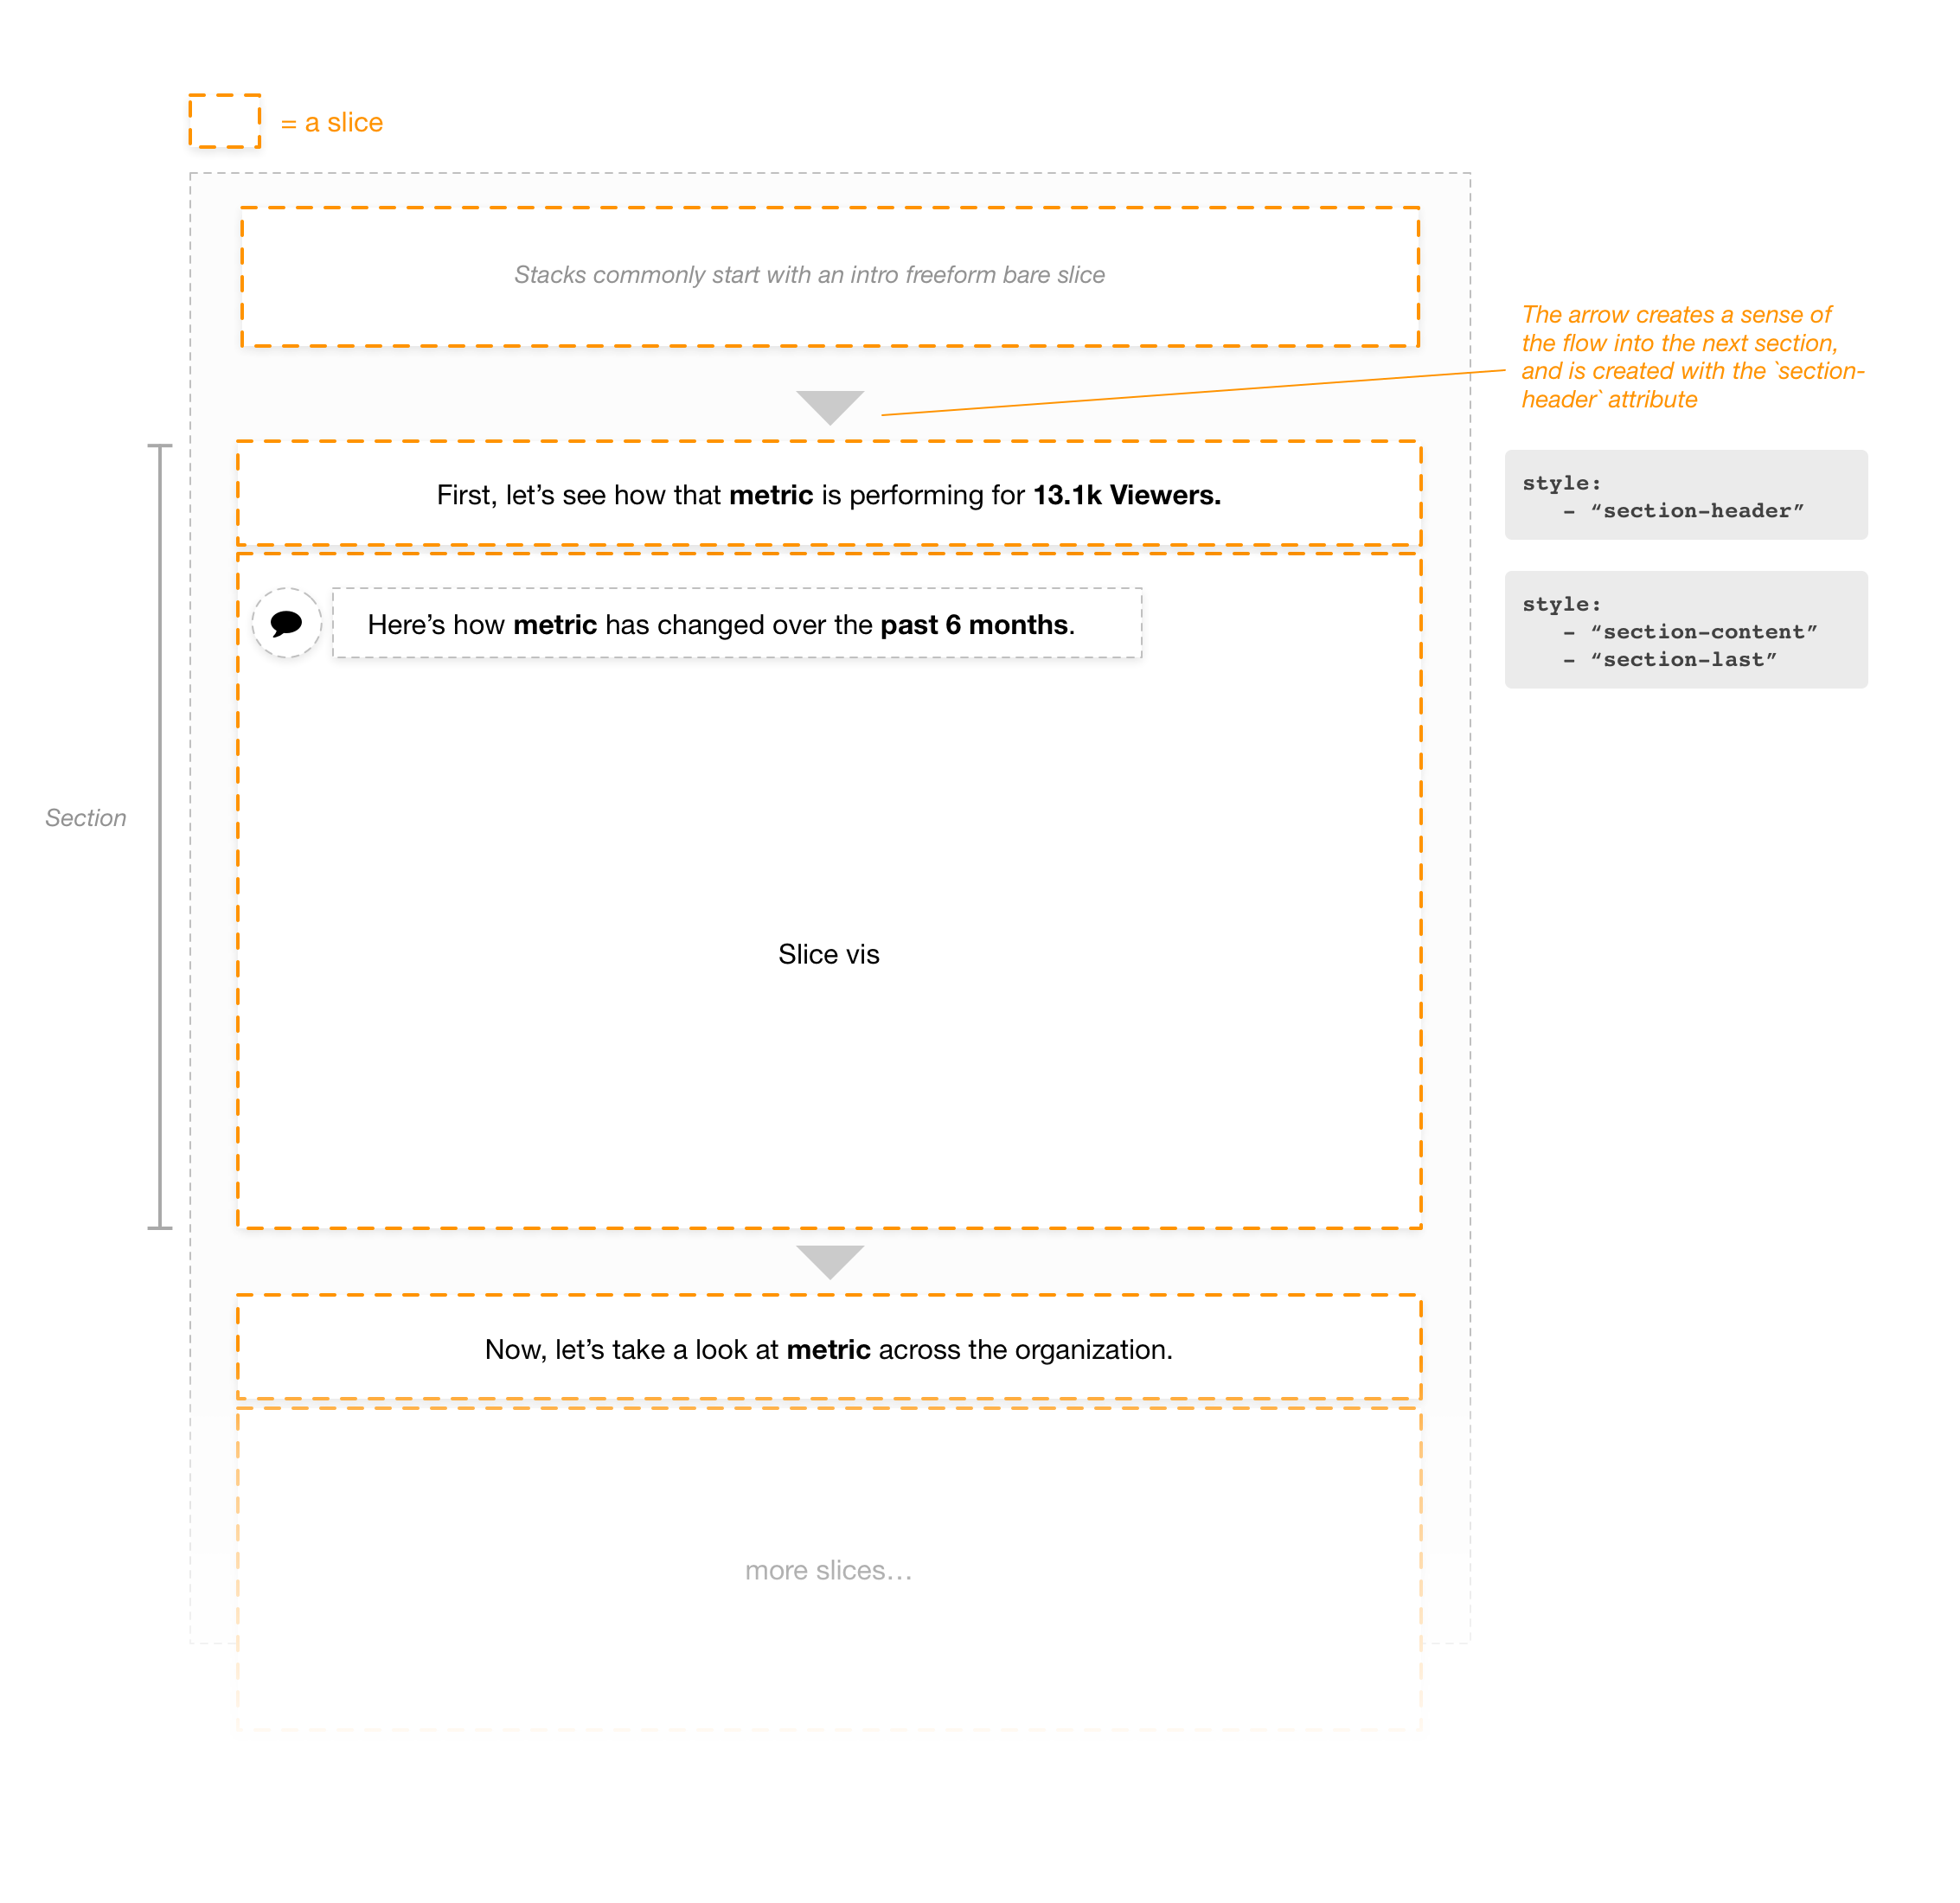 = a slice
Stacks commonly start with an intro freeform bare slice
The arrow creates a sense of
the flow into the next section,
and is created with the `section-
header` attribute
First, let’s see how that metric is performing for 13.1k Viewers.
style:
- “section-header”
Here’s how metric has changed over the past 6 months.
style:
- “section-content”
- “section-last”
Section
Slice vis
Now, let’s take a look at metric across the organization.
more slices…